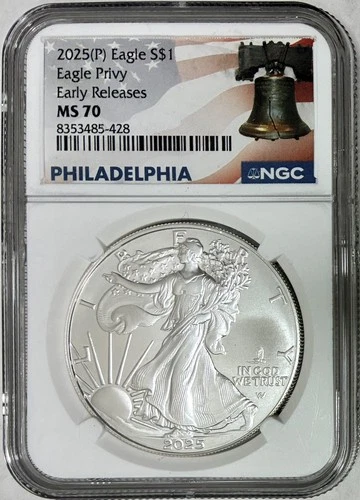 2025(P) Eagle S$1
Eagle Privy
Early Releases
MS 70
8353485-428
PHILADELPHIA
NGC
LIBERTY
IN GOD
WE TRUST
W
2025